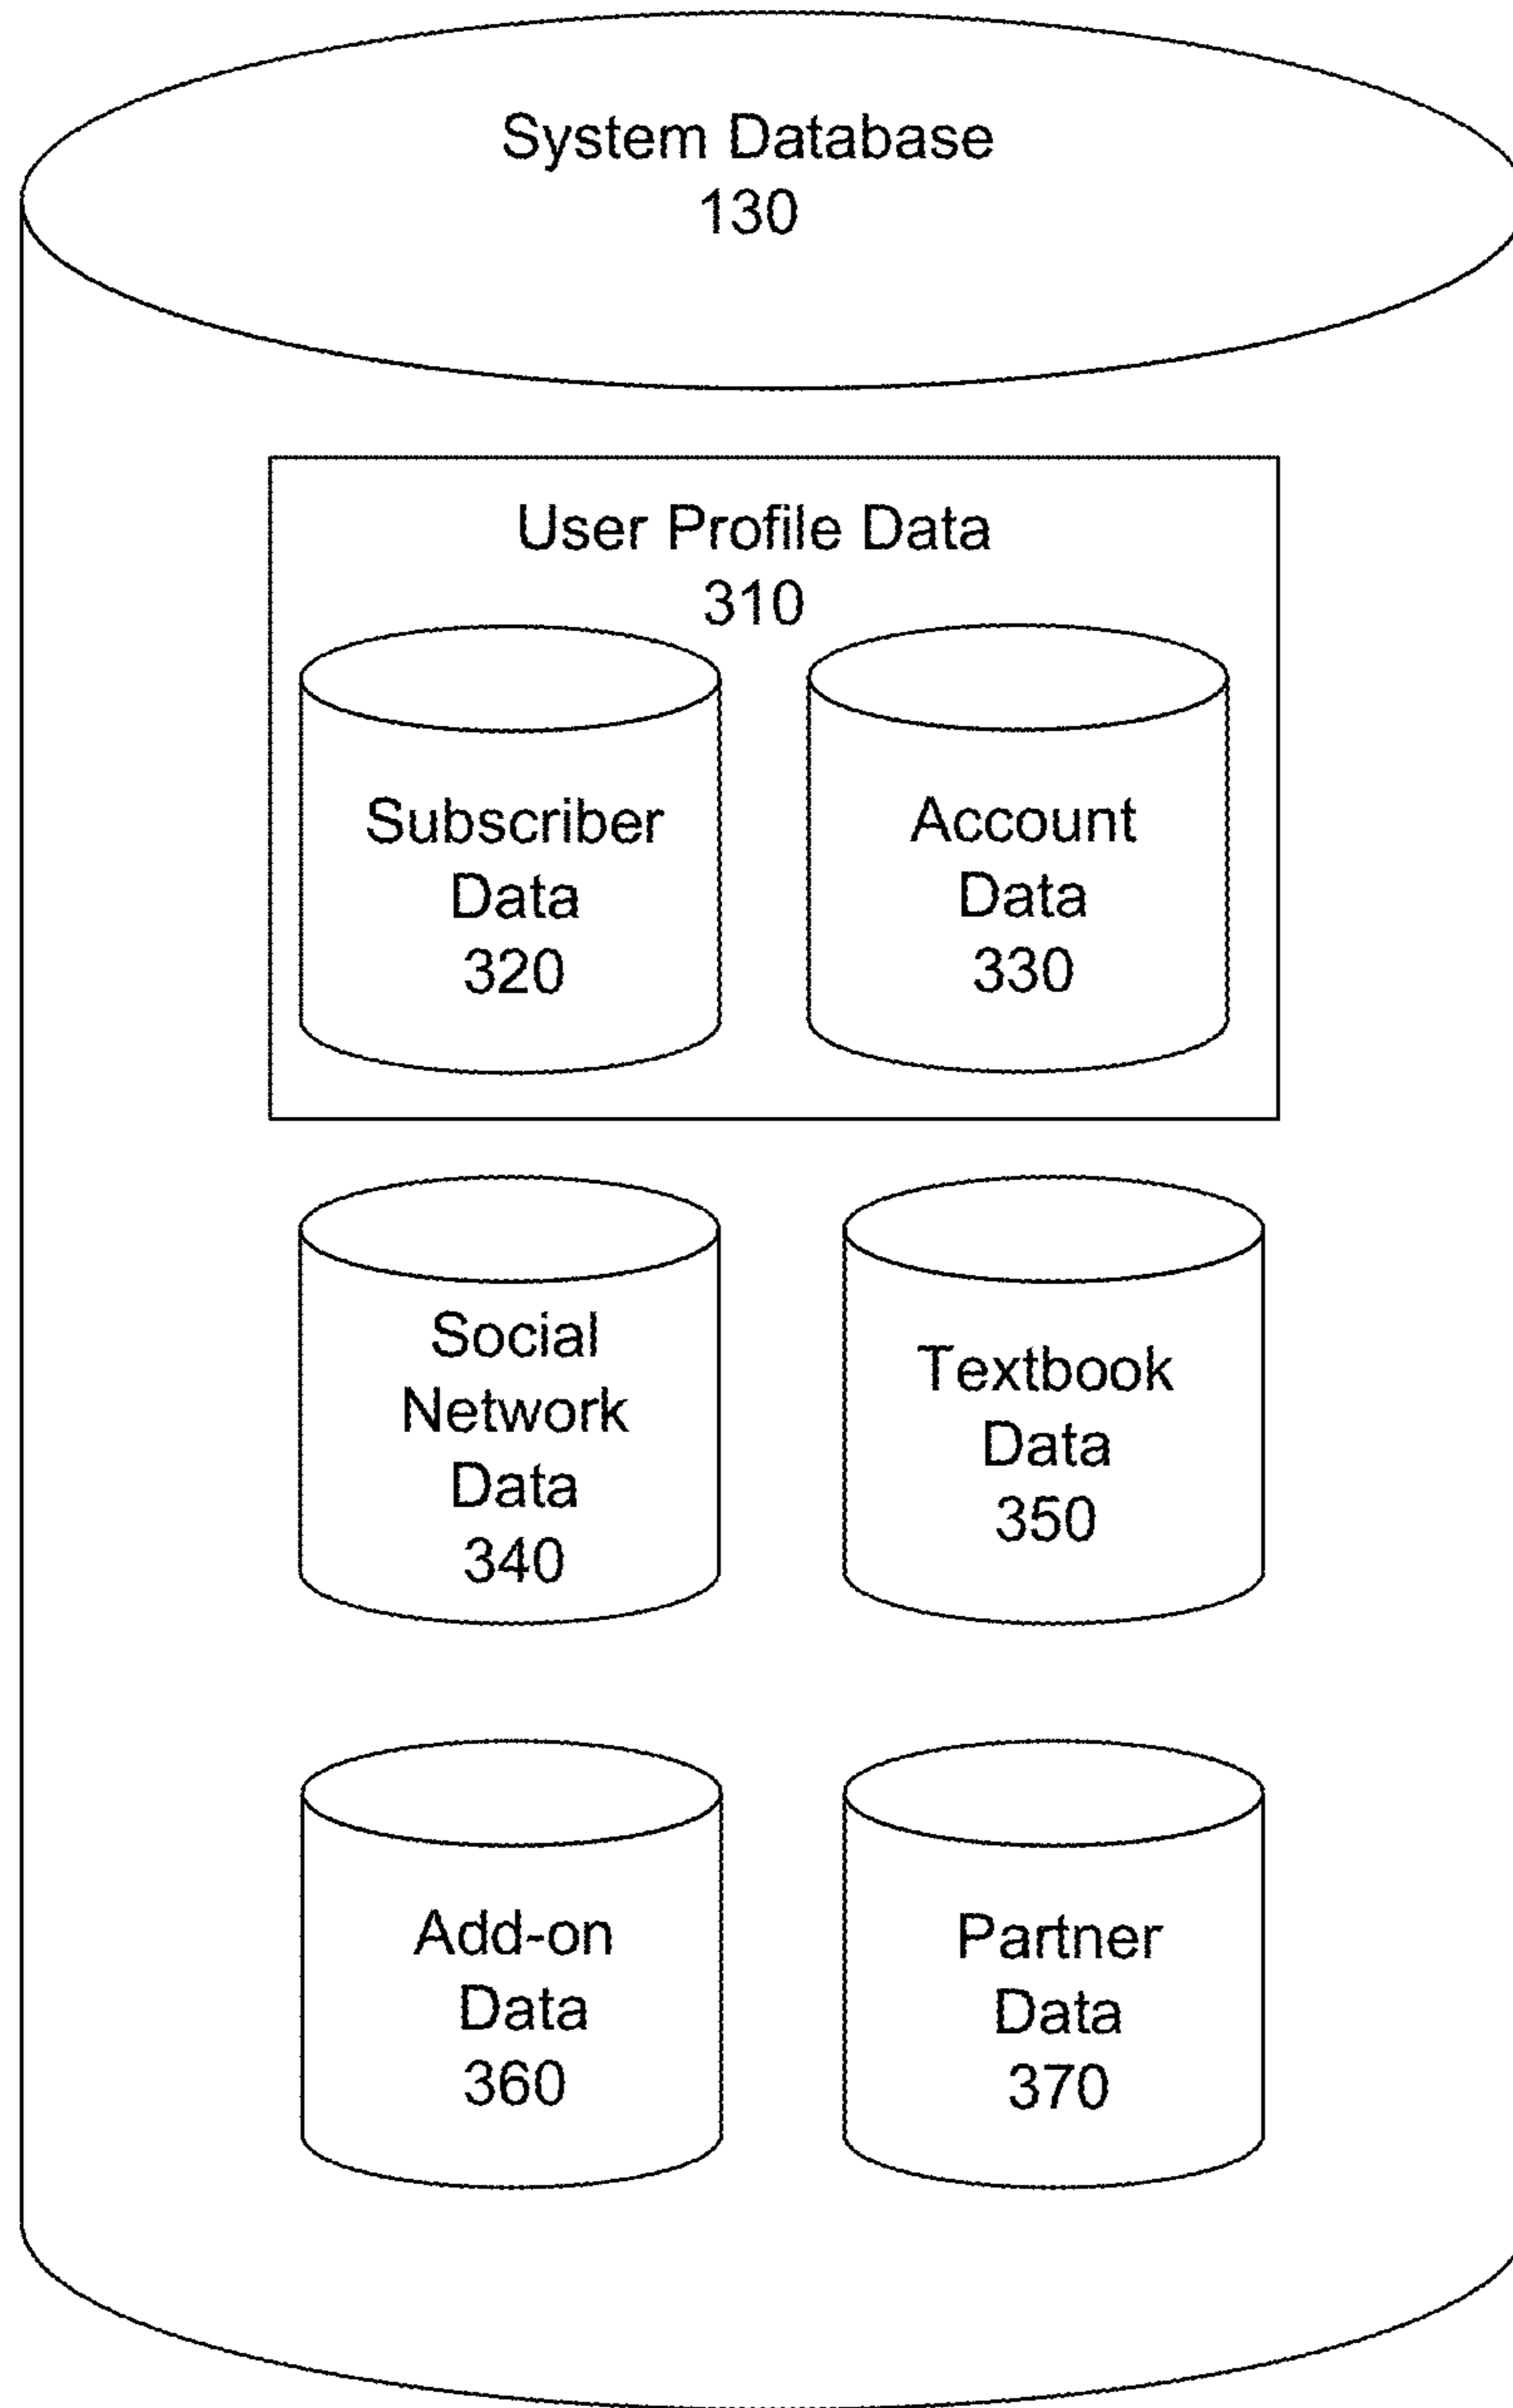 System Database
130
User Profile Data
310
Subscriber
Data
320
Account
Data
330
Social
Network
Data
340
Textbook
Data
350
Add-on
Data
360
Partner
Data
370